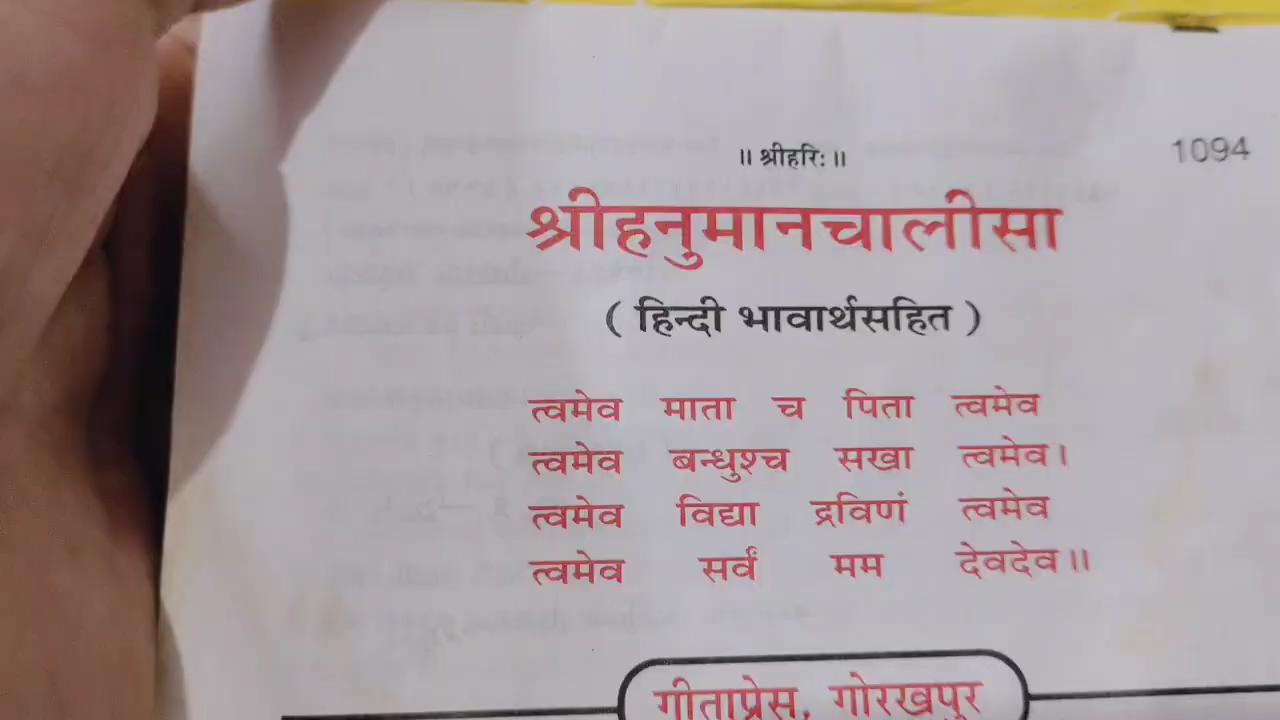 ॥ श्रीहरिः ॥
1094
श्रीहनुमानचालीसा
( हिन्दी भावार्थसहित )
त्वमेव माता च पिता त्वमेव
त्वमेव बन्धुश्च सखा त्वमेव।
त्वमेव विद्या द्रविणं त्वमेव
त्वमेव सर्वं मम देवदेव॥
गीताप्रेस, गोरखपुर